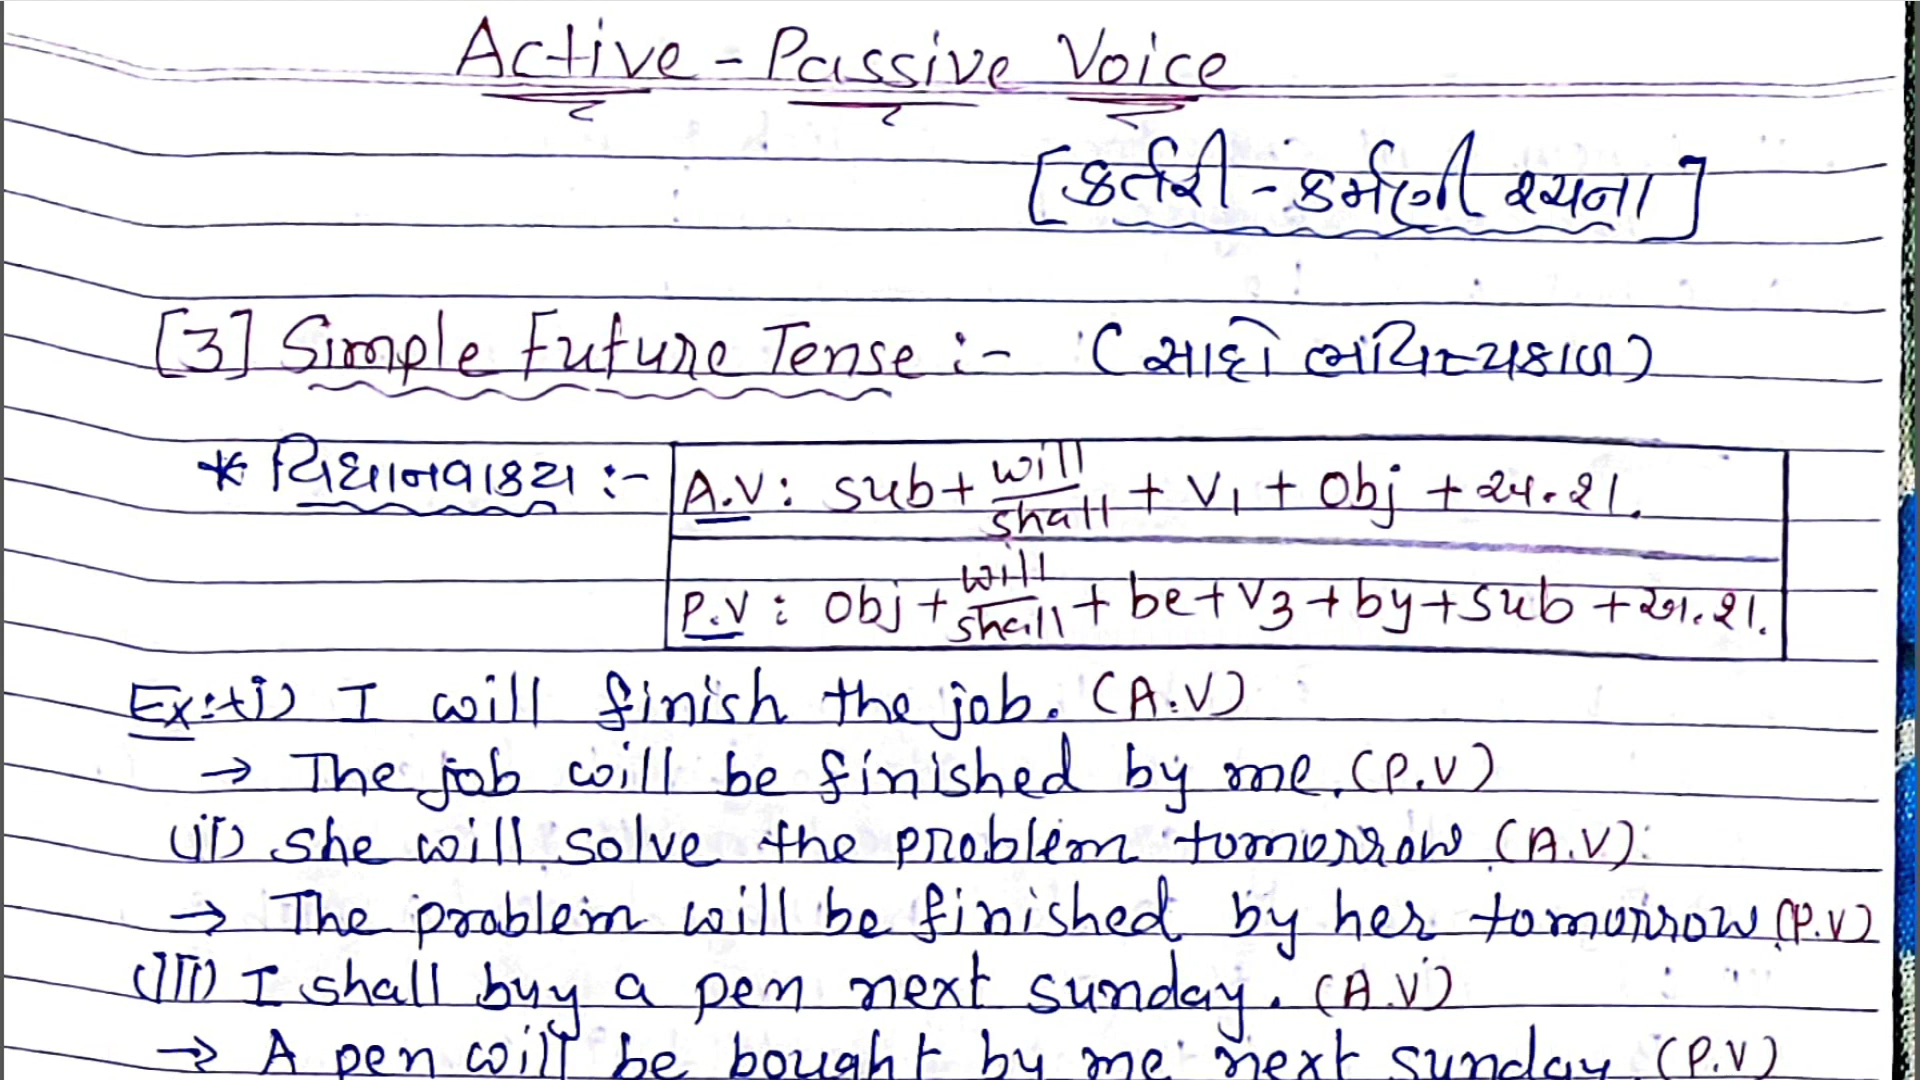 Active - Passive Voice
[કર્તરી - કર્મણી રચના]
[3] Simple Future Tense :- (સાદો ભવિષ્યકાળ)
* વિધાનવાક્ય :- A.V : sub + will/shall + V1 + Obj + અ.શ.
P.V : Obj + will/shall + be + V3 + by + sub + અ.શ.
Ex:- (i) I will finish the job. (A.V)
→ The job will be finished by me. (P.V)
(ii) She will solve the problem tomorrow (A.V).
→ The problem will be finished by her tomorrow (P.V)
(III) I shall buy a pen next sunday. (A.V)
→ A pen will be bought by me next sunday (P.V)